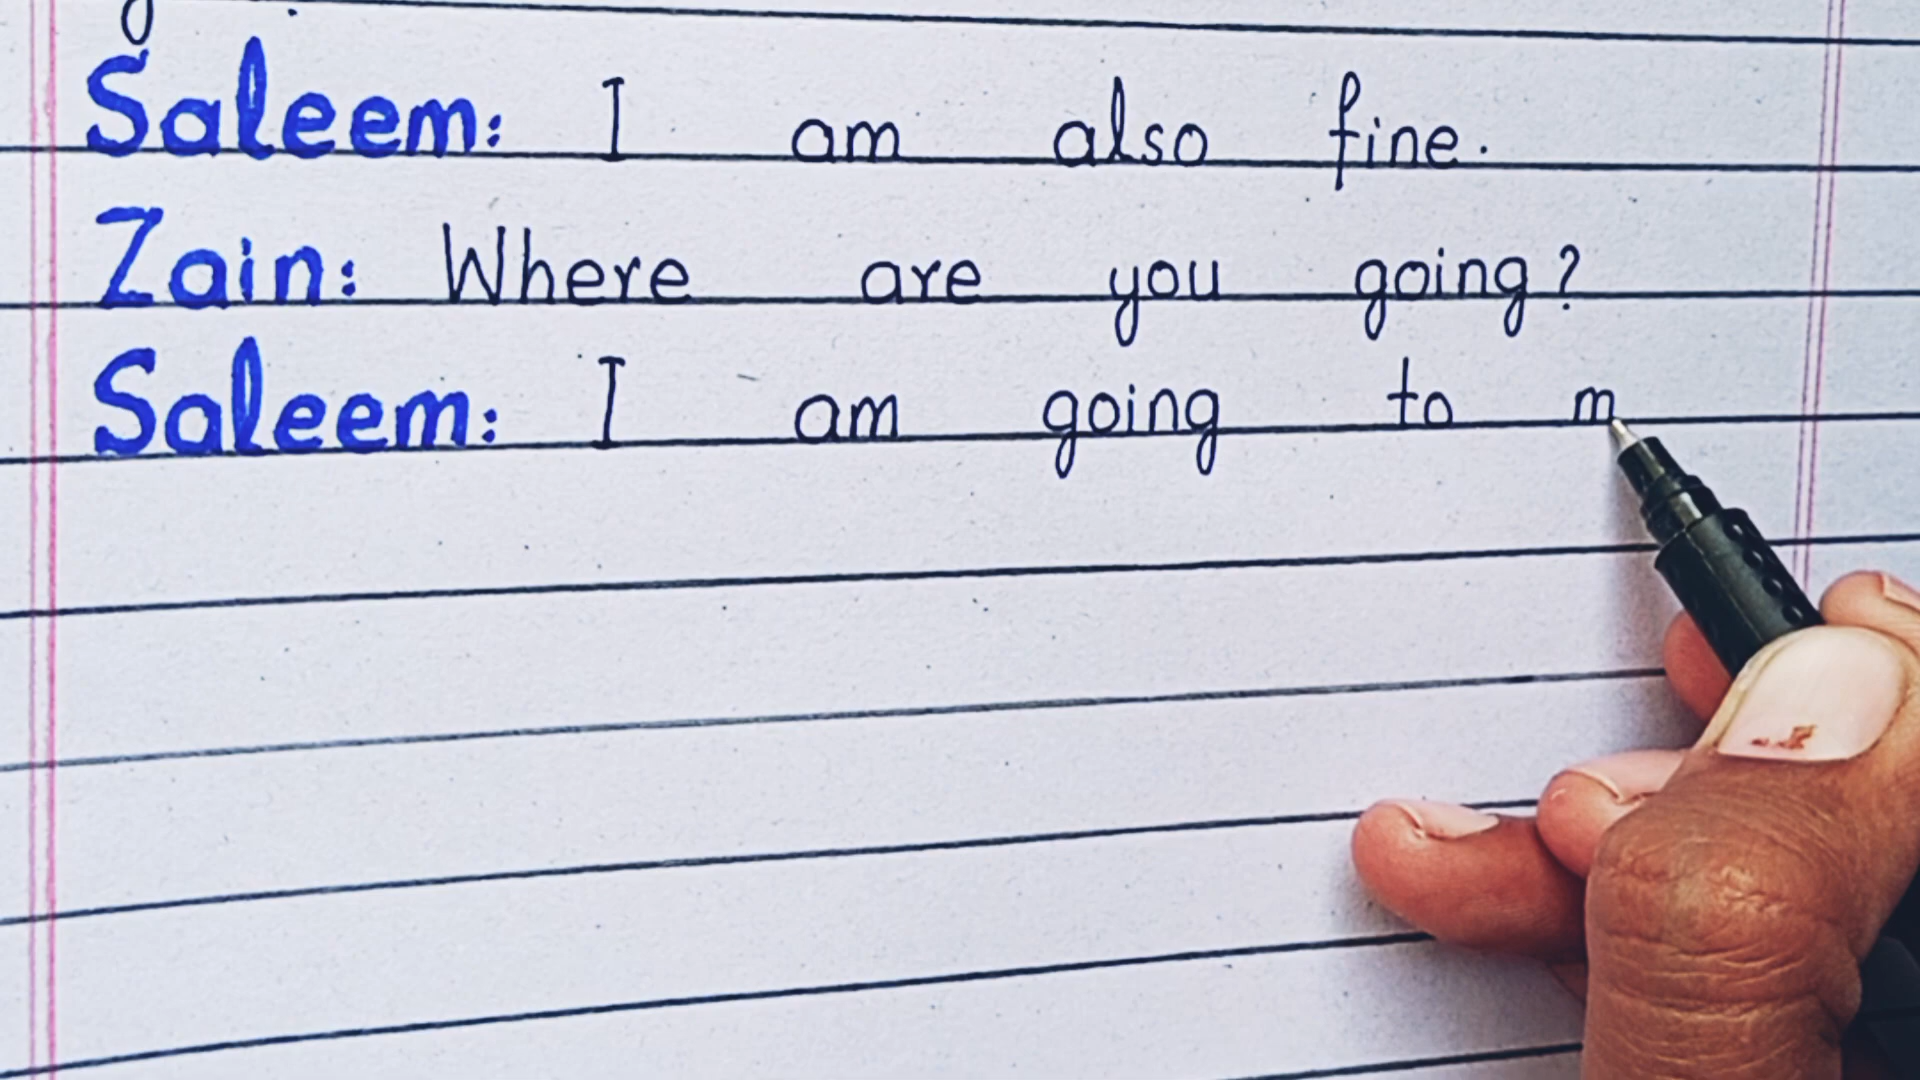 Saleem: I am also fine.
Zain: Where are you going?
Saleem: I am going to m